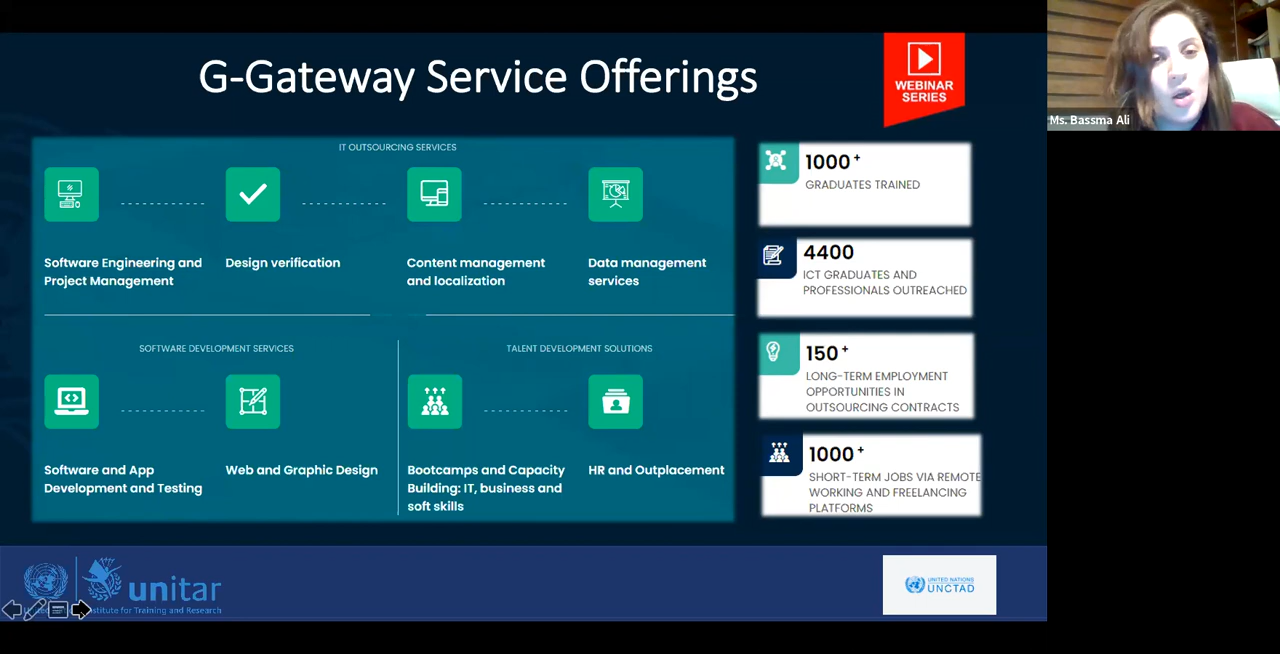 G-Gateway Service Offerings
WEBINAR
SERIES
Ms. Bassma Ali
IT OUTSOURCING SERVICES
Software Engineering and
Project Management
Design verification
Content management
and localization
Data management
services
SOFTWARE DEVELOPMENT SERVICES
Software and App
Development and Testing
Web and Graphic Design
TALENT DEVELOPMENT SOLUTIONS
Bootcamps and Capacity
Building: IT, business and
soft skills
HR and Outplacement
1000+
GRADUATES TRAINED
4400
ICT GRADUATES AND
PROFESSIONALS OUTREACHED
150+
LONG-TERM EMPLOYMENT
OPPORTUNITIES IN
OUTSOURCING CONTRACTS
1000+
SHORT-TERM JOBS VIA REMOTE
WORKING AND FREELANCING
PLATFORMS
unitar
for Training and Research
UNITED NATIONS
UNCTAD